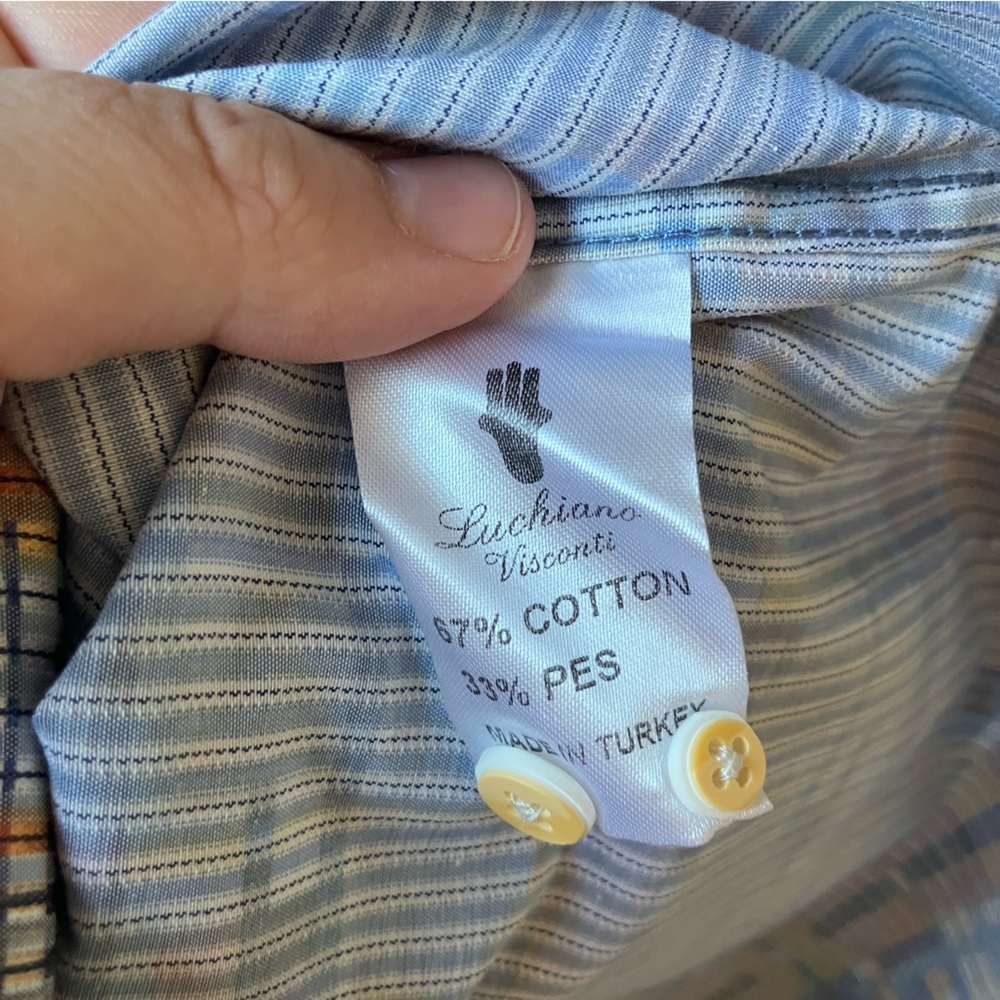 Luchiano
Visconti
67% COTTON
33% PES
MADE IN TURKEY